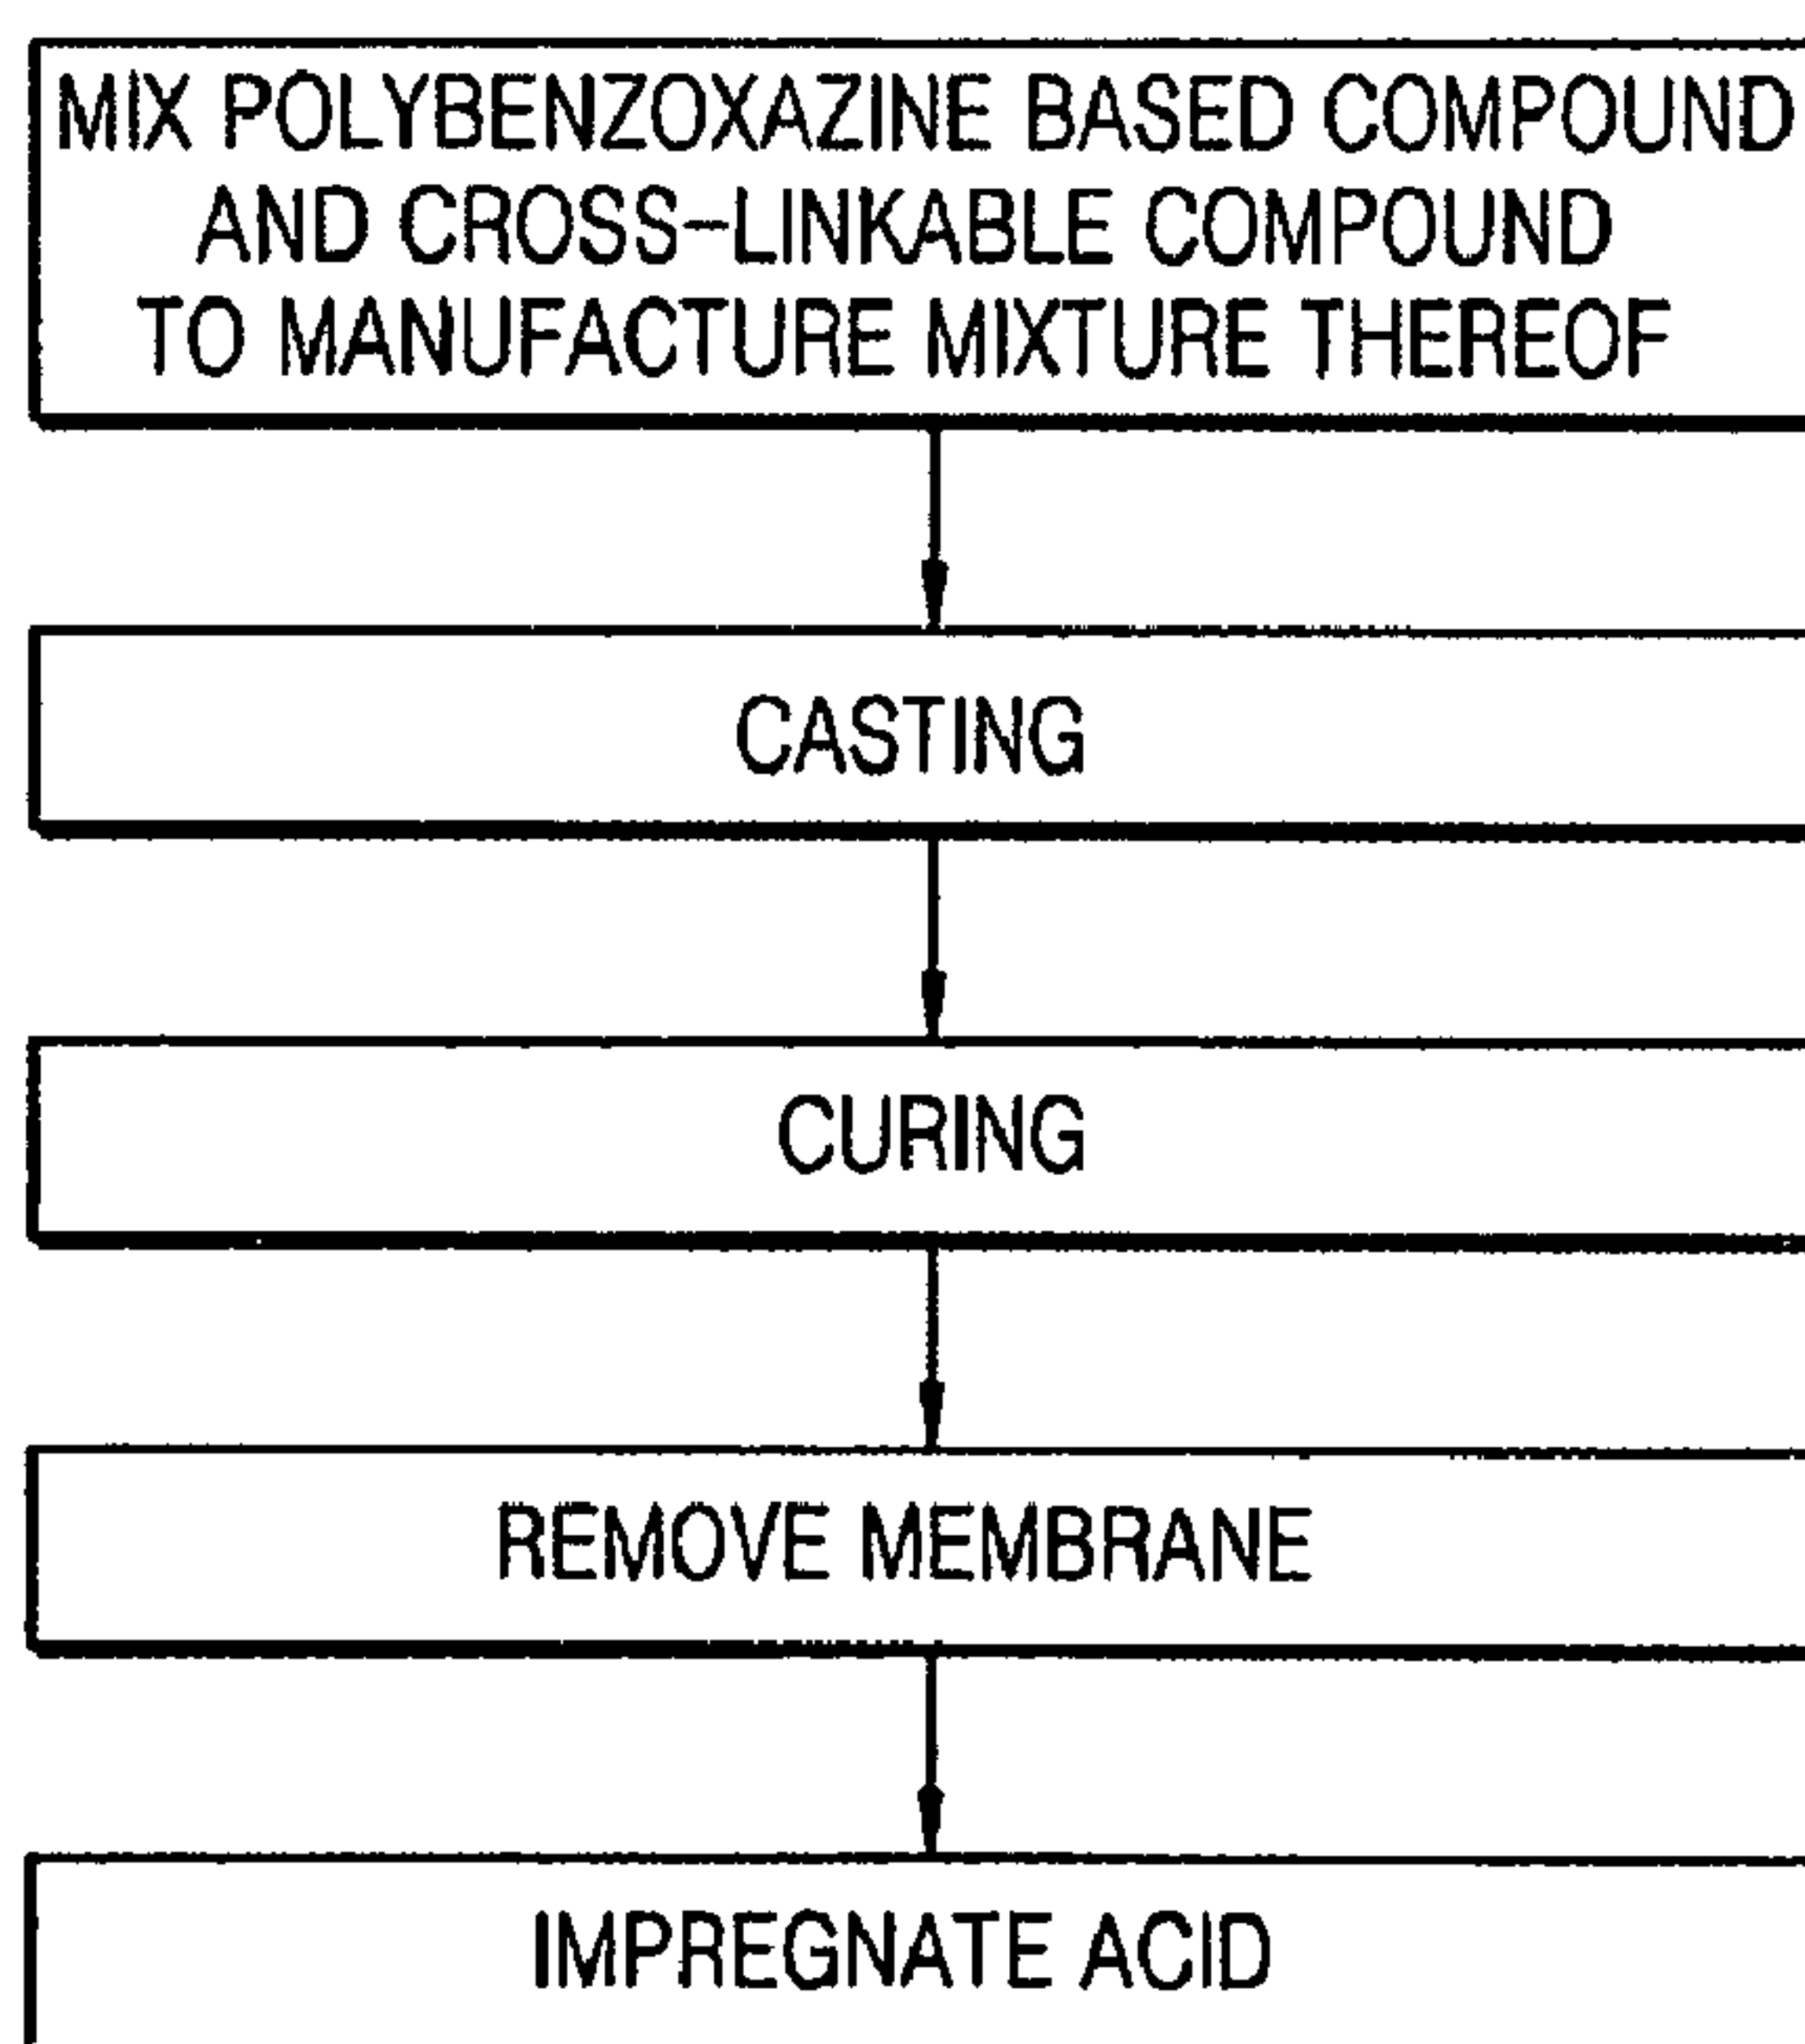 MIX POLYBENZOXAZINE BASED COMPOUND
AND CROSS-LINKABLE COMPOUND
TO MANUFACTURE MIXTURE THEREOF
CASTING
CURING
REMOVE MEMBRANE
IMPREGNATE ACID